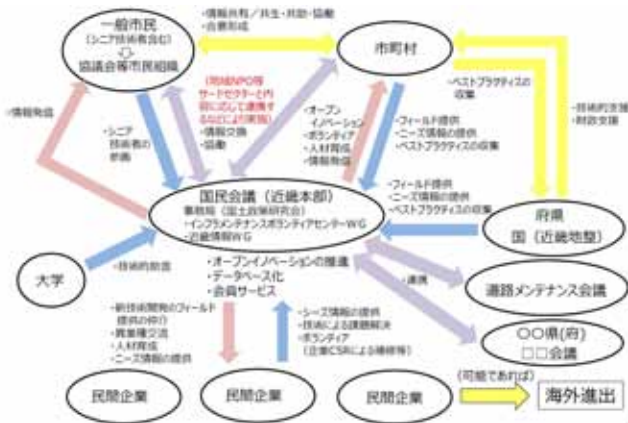 一般市民
(シニア技術者含む)
協議会等市民組織
・情報共有／共生・共助・協働
・合意形成
市町村
・情報発信
・シニア
技術者の
参画
(地域NPO等
サードセクターと内
容に応じて連携す
るなどにより実施)
・情報交換
・協働
・オープン
イノベーション
・ボランティア
・人材育成
・情報発信
・フィールド提供
・ニーズ情報の提供
・ベストプラクティスの収集
・ベストプラクティスの
収集
・技術的支援
・財政支援
国民会議（近畿本部）
事務局（国土政策研究会）
・インフラメンテナンスボランティアセンターWG
・近畿情報WG
・フィールド提供
・ニーズ情報の提供
・ベストプラクティスの収集
府県
国（近畿地整）
大学
・技術的助言
・オープンイノベーションの推進
・データベース化
・会員サービス
・連携
道路メンテナンス会議
〇〇県(府)
□□会議
・新技術開発のフィールド
提供の仲介
・異業種交流
・人材育成
・ニーズ情報の提供
・シーズ情報の提供
・技術による課題解決
・ボランティア
(企業CSRによる補修等)
民間企業
民間企業
民間企業
(可能であれば)
海外進出